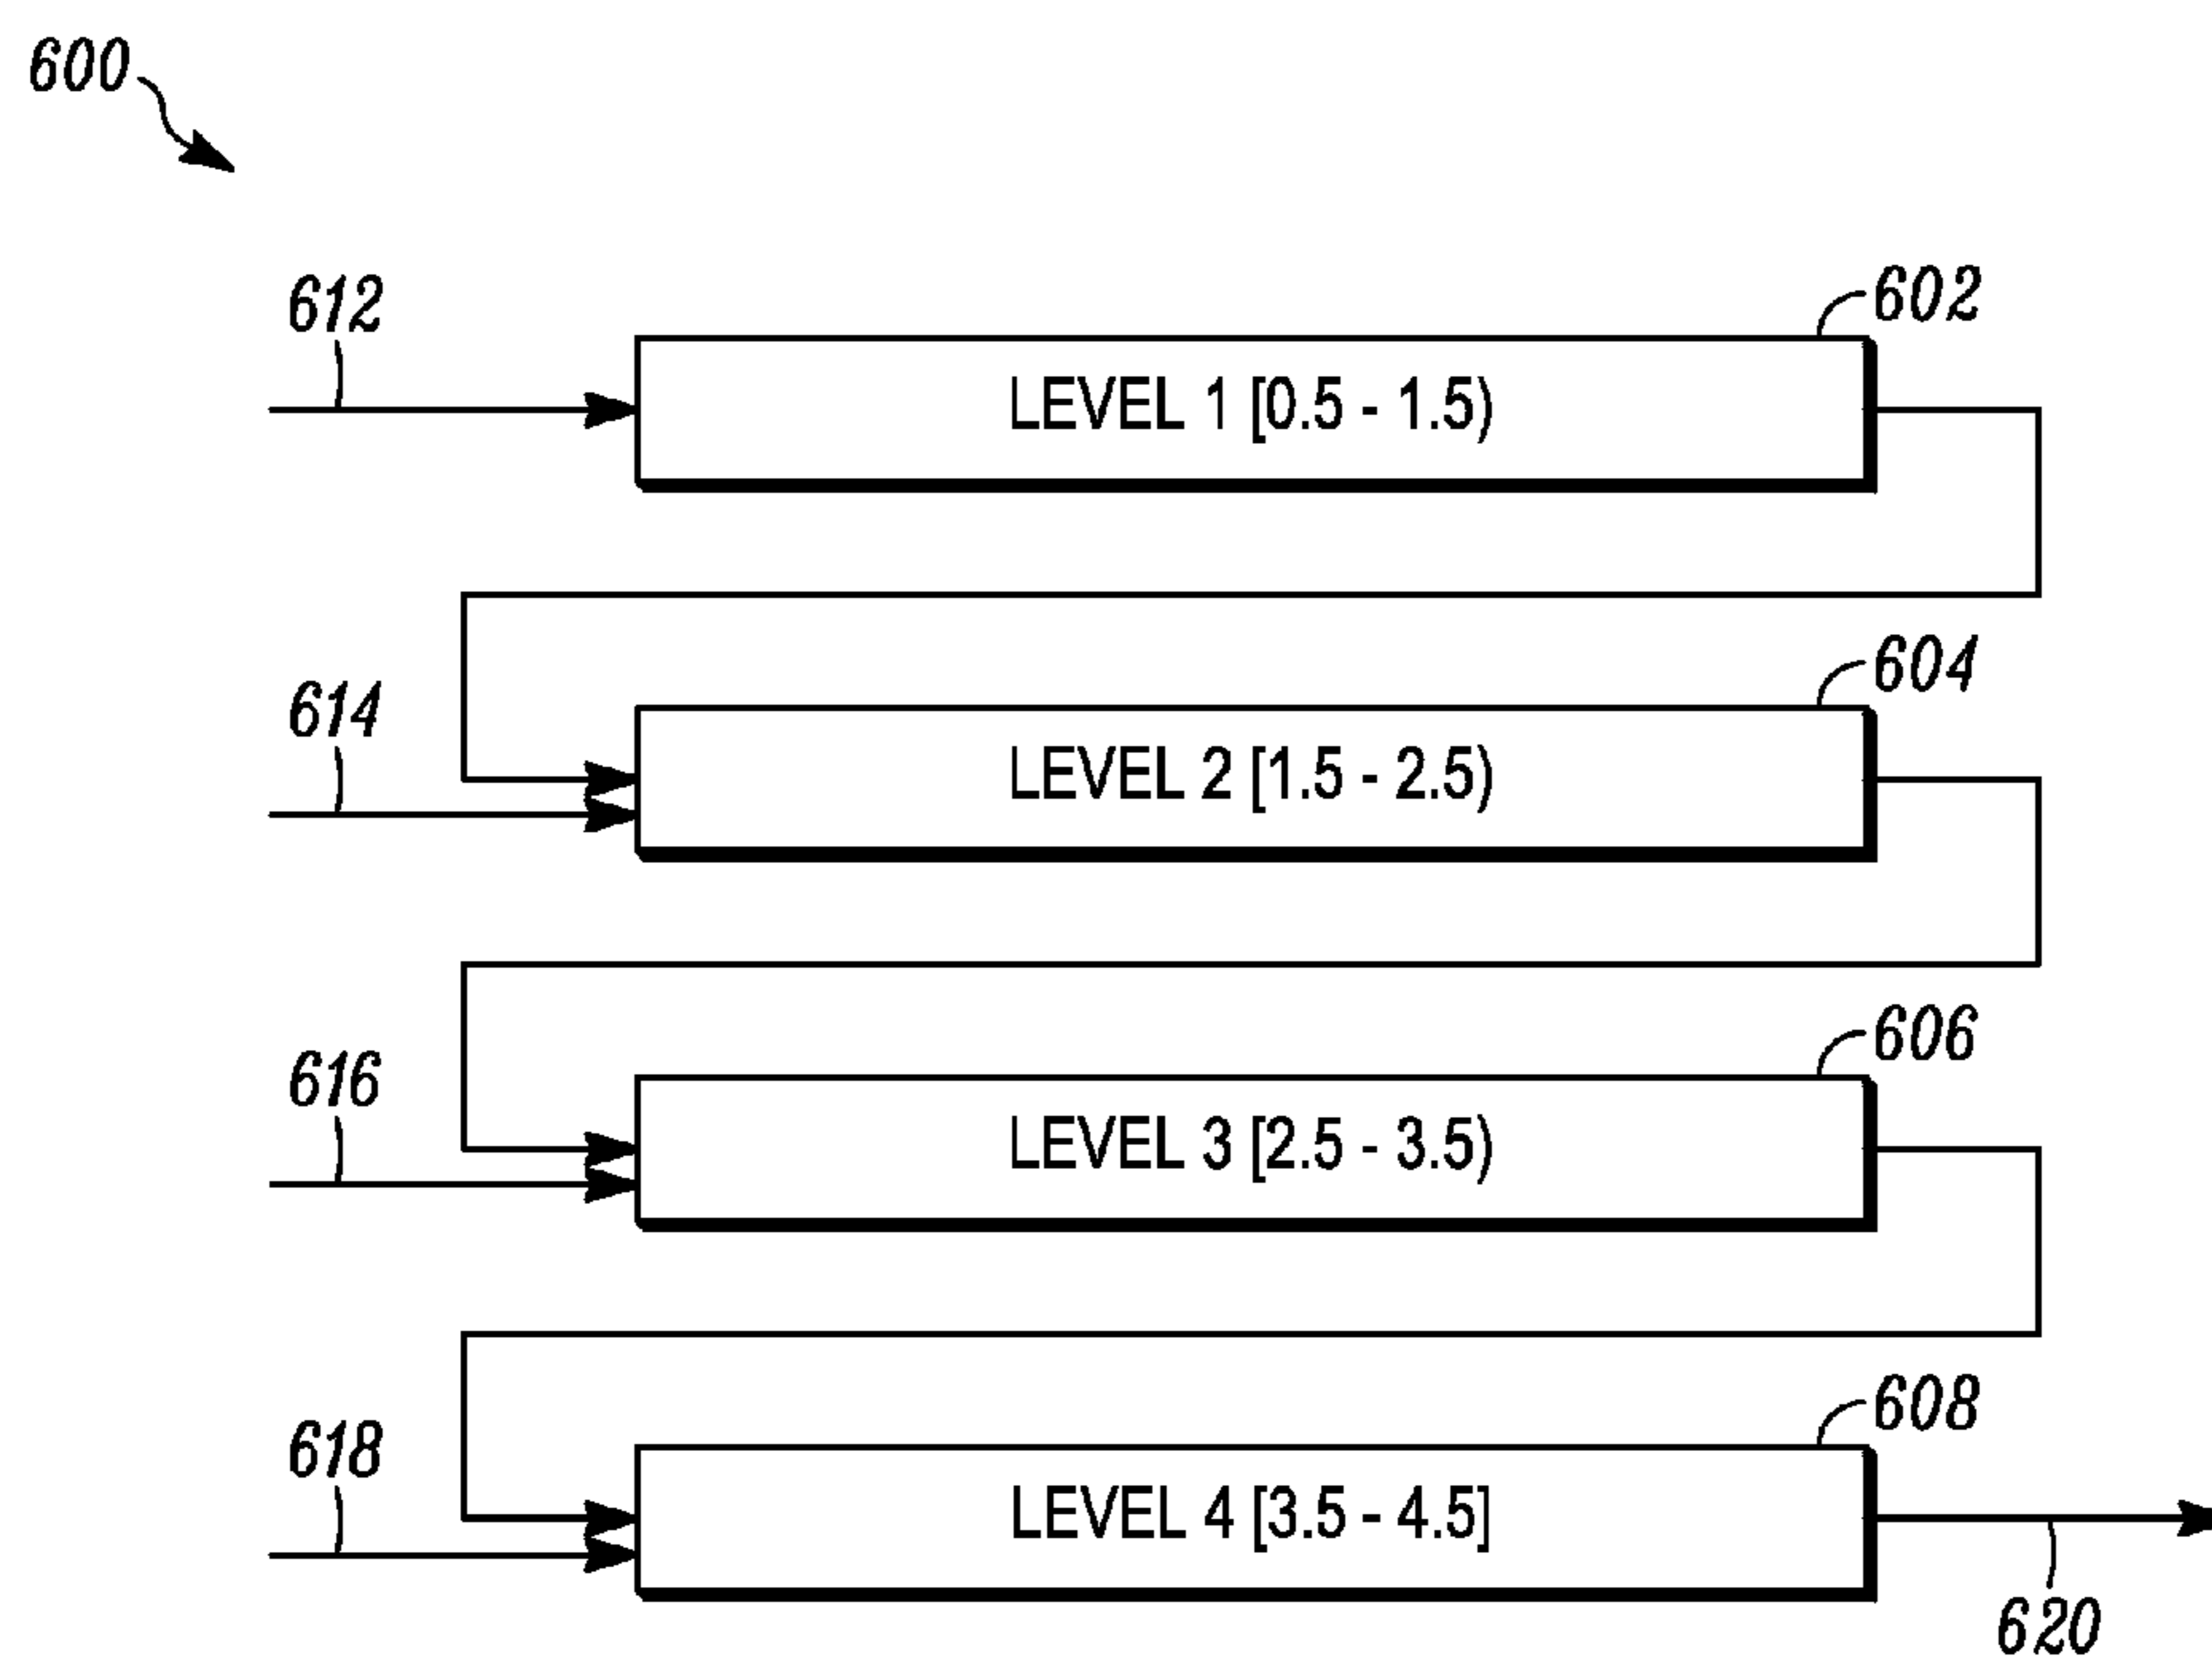 600
612
602
LEVEL 1 [0.5 - 1.5)
614
604
LEVEL 2 [1.5 - 2.5)
616
606
LEVEL 3 [2.5 - 3.5)
618
608
LEVEL 4 [3.5 - 4.5]
620